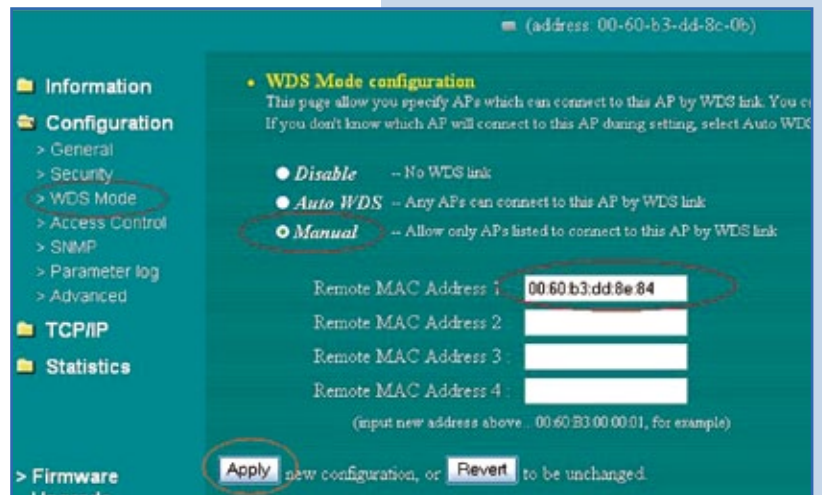 (address: 00-60-b3-dd-8c-0b)
Information
Configuration
> General
> Security
> WDS Mode
> Access Control
> SNMP
> Parameter log
> Advanced
TCP/IP
Statistics
> Firmware
• WDS Mode configuration
This page allow you specify APs which can connect to this AP by WDS link. You
If you don't know which AP will connect to this AP during setting, select Auto WDS
Disable -- No WDS link
Auto WDS -- Any APs can connect to this AP by WDS link
Manual -- Allow only APs listed to connect to this AP by WDS link
Remote MAC Address 1 00:60:b3:dd:8e:84
Remote MAC Address 2
Remote MAC Address 3 :
Remote MAC Address 4 :
(input new address above .. 00:60:B3:00:00:01, for example)
Apply new configuration, or Revert to be unchanged.